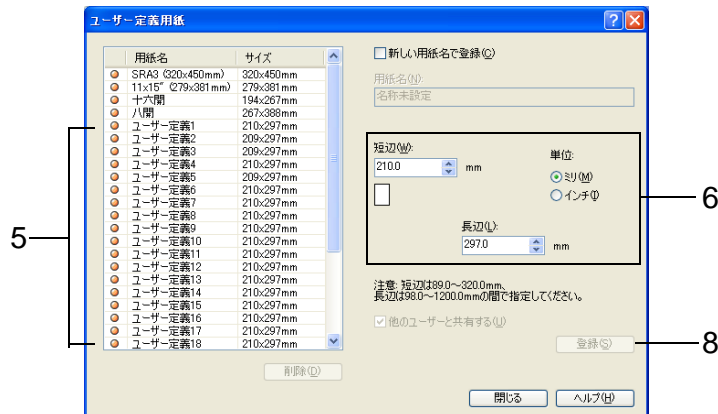 ユーザー定義用紙
用紙名 サイズ
SRA3 (320x450mm) 320x450mm
11x15" (279x381mm) 279x381mm
十六開 194x267mm
八開 267x388mm
ユーザー定義1 210x297mm
ユーザー定義2 209x297mm
ユーザー定義3 209x297mm
ユーザー定義4 210x297mm
ユーザー定義5 209x297mm
ユーザー定義6 210x297mm
ユーザー定義7 210x297mm
ユーザー定義8 210x297mm
ユーザー定義9 210x297mm
ユーザー定義10 210x297mm
ユーザー定義11 210x297mm
ユーザー定義12 210x297mm
ユーザー定義13 210x297mm
ユーザー定義14 210x297mm
ユーザー定義15 210x297mm
ユーザー定義16 210x297mm
ユーザー定義17 210x297mm
ユーザー定義18 210x297mm
削除(D)
5
新しい用紙名で登録(C)
用紙名(N):
名称未設定
短辺(W):
210.0 mm
単位:
ミリ(M)
インチ(I)
長辺(L):
297.0 mm
6
注意: 短辺は89.0～320.0mm、
長辺は98.0～1200.0mmの間で指定してください。
他のユーザーと共有する(U)
登録(S)
8
閉じる ヘルプ(H)